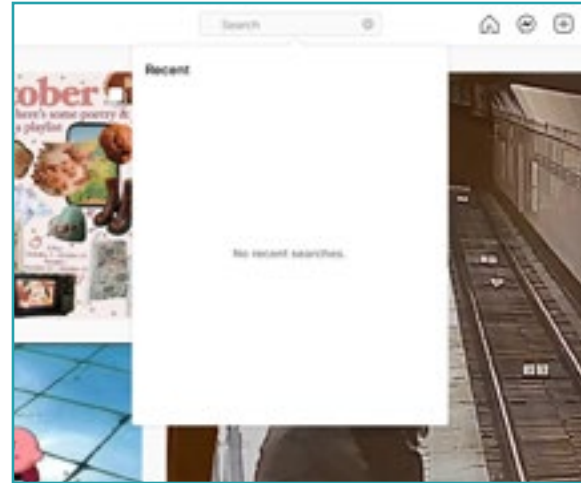 Search
Recent
ober
here's some poetry &
a playlist
No recent searches.